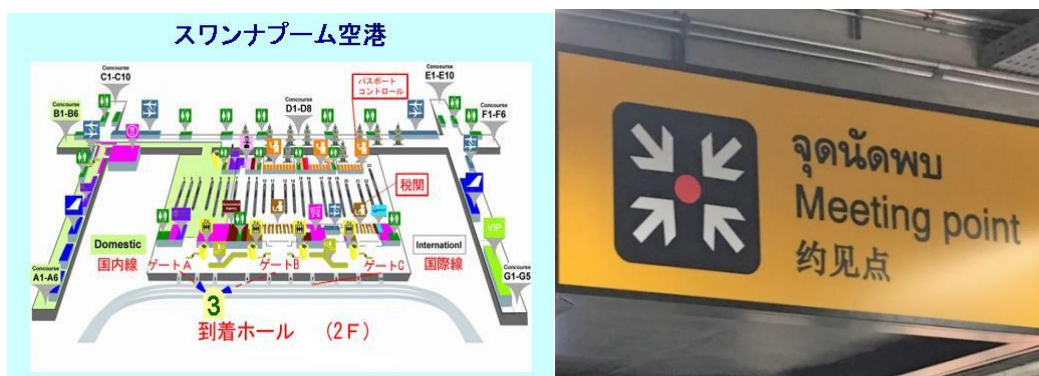 スワンナプーム空港
Concourse
C1-C10
Concourse
E1-E10
パスポート
コントロール
Concourse
B1-B6
Concourse
D1-D8
Concourse
F1-F6
税関
VIP
Domestic
国内線
ゲートA
ゲートB
ゲートC
Internationl
国際線
Concourse
A1-A6
Concourse
G1-G5
3
到着ホール (2F)
จุดนัดพบ
Meeting point
约见点